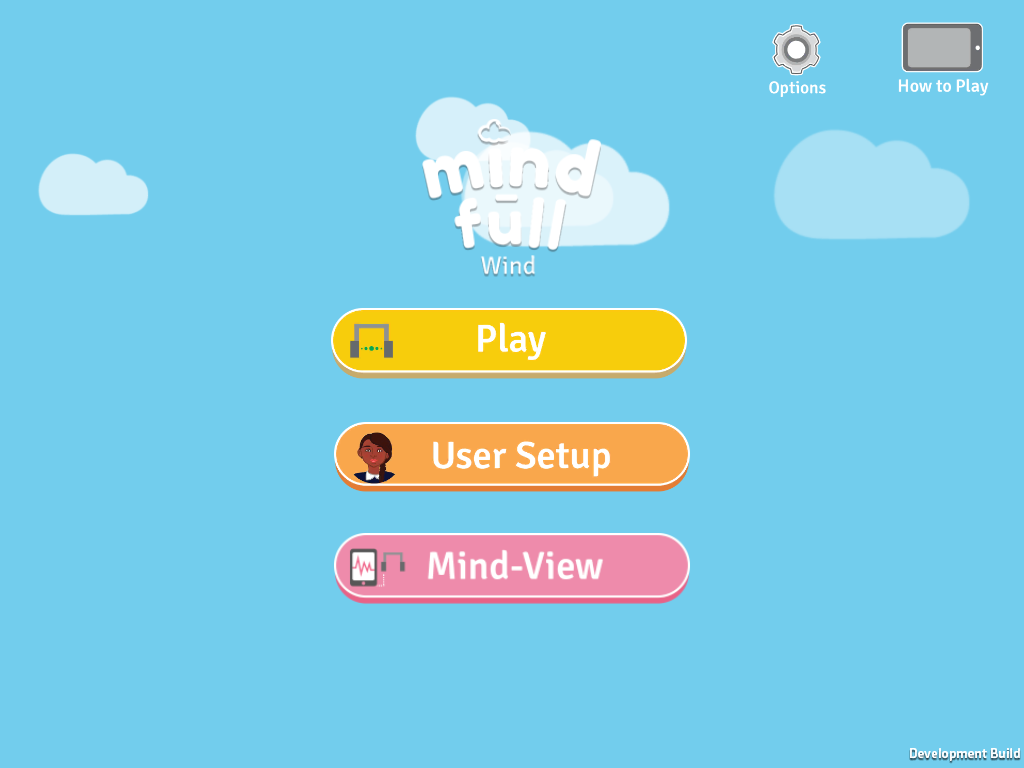 Options
How to Play
mind
full
Wind
Play
User Setup
Mind-View
Development Build